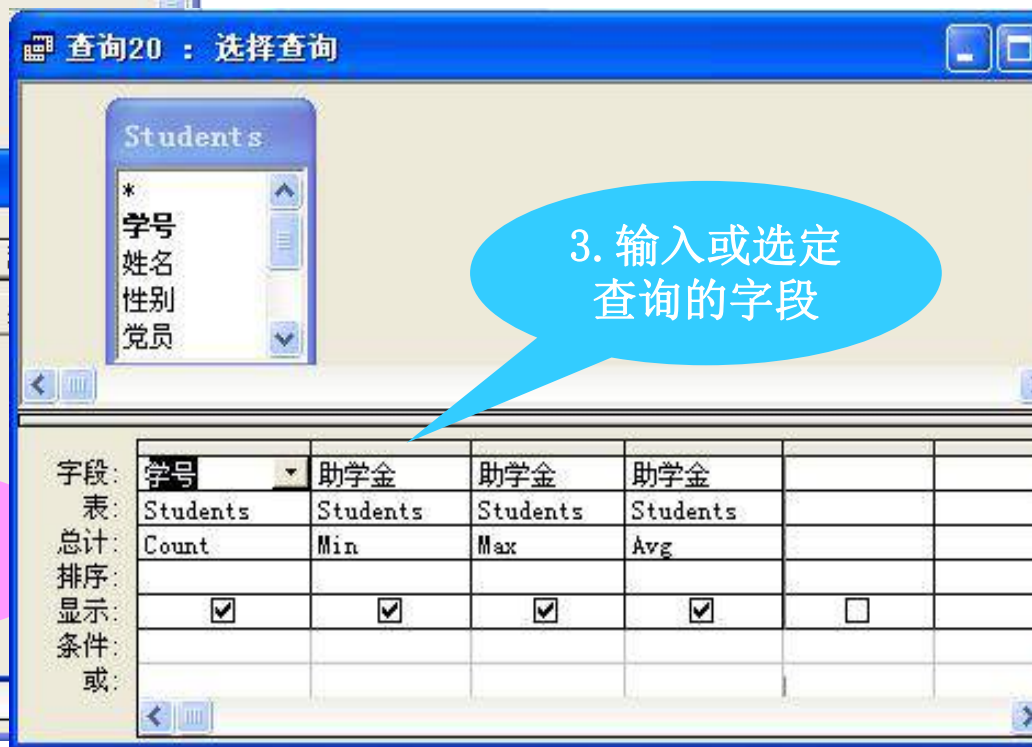 查询20 : 选择查询
Students
*
学号
姓名
性别
党员
3. 输入或选定
查询的字段
字段: 学号 助学金 助学金 助学金
表: Students Students Students Students
总计: Count Min Max Avg
排序:
显示:
条件:
或: